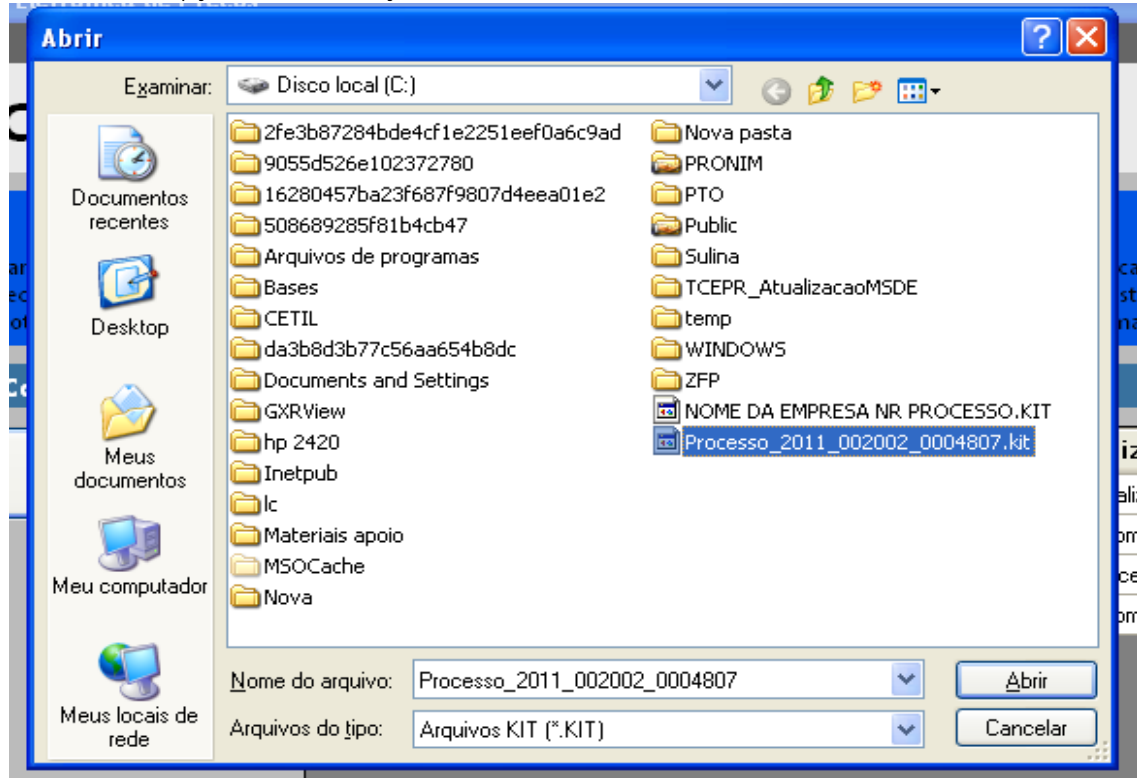 Abrir
Examinar:
Disco local (C:)
Documentos
recentes
Desktop
Meus
documentos
Meu computador
Meus locais de
rede
2fe3b87284bde4cf1e2251eef0a6c9ad
9055d526e102372780
16280457ba23f687f9807d4eea01e2
508689285f81b4cb47
Arquivos de programas
Bases
CETIL
da3b8d3b77c56aa654b8dc
Documents and Settings
GXRView
hp 2420
Inetpub
lc
Materiais apoio
MSOCache
Nova
Nova pasta
PRONIM
PTO
Public
Sulina
TCEPR_AtualizacaoMSDE
temp
WINDOWS
ZFP
NOME DA EMPRESA NR PROCESSO.KIT
Processo_2011_002002_0004807.kit
Nome do arquivo:
Processo_2011_002002_0004807
Abrir
Arquivos do tipo:
Arquivos KIT (*.KIT)
Cancelar